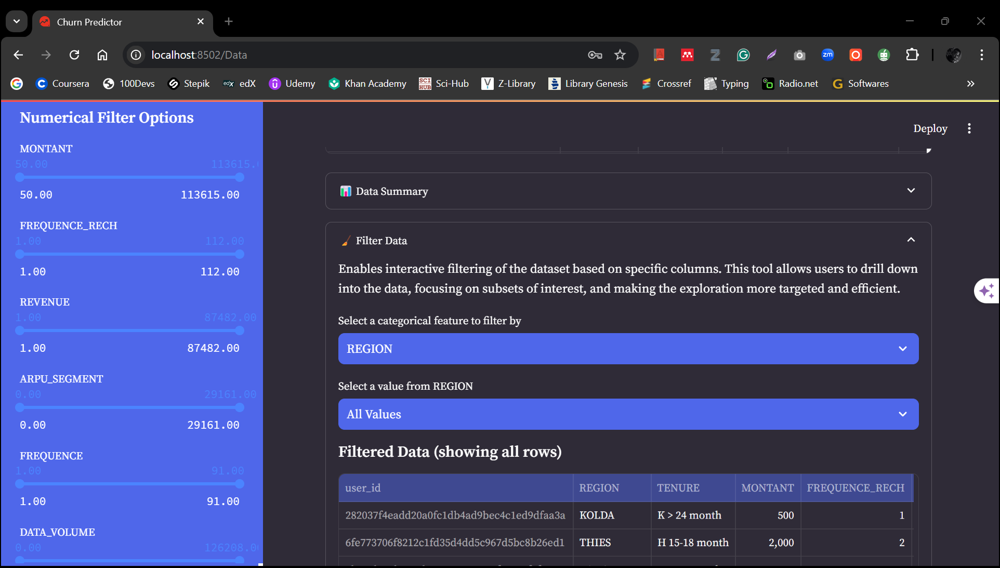 Churn Predictor
localhost:8502/Data
Coursera 100Devs Stepik edX edX Udemy Khan Academy SCI HUB Sci-Hub Z-Library Library Genesis Crossref Typing Radio.net Softwares
Numerical Filter Options
MONTANT
50.00 113615.
50.00 113615.00
FREQUENCE_RECH
1.00 112.00
1.00 112.00
REVENUE
1.00 87482.00
1.00 87482.00
ARPU_SEGMENT
0.00 29161.00
0.00 29161.00
FREQUENCE
1.00 91.00
1.00 91.00
DATA_VOLUME
0.00 126208.0
Deploy
Data Summary
Filter Data
Enables interactive filtering of the dataset based on specific columns. This tool allows users to drill down
into the data, focusing on subsets of interest, and making the exploration more targeted and efficient.
Select a categorical feature to filter by
REGION
Select a value from REGION
All Values
Filtered Data (showing all rows)
user_id REGION TENURE MONTANT FREQUENCE_RECH
282037f4eadd20a0fc1db4ad9bec4c1ed9dfaa3a KOLDA K > 24 month 500 1
6fe773706f8212c1fd35d4dd5c967d5bc8b26ed1 THIES H 15-18 month 2,000 2